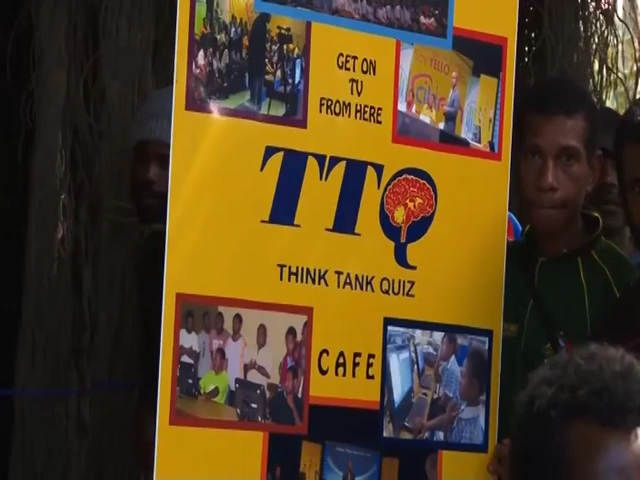 GET ON
TV
FROM HERE
TTQ
THINK TANK QUIZ
CAFE